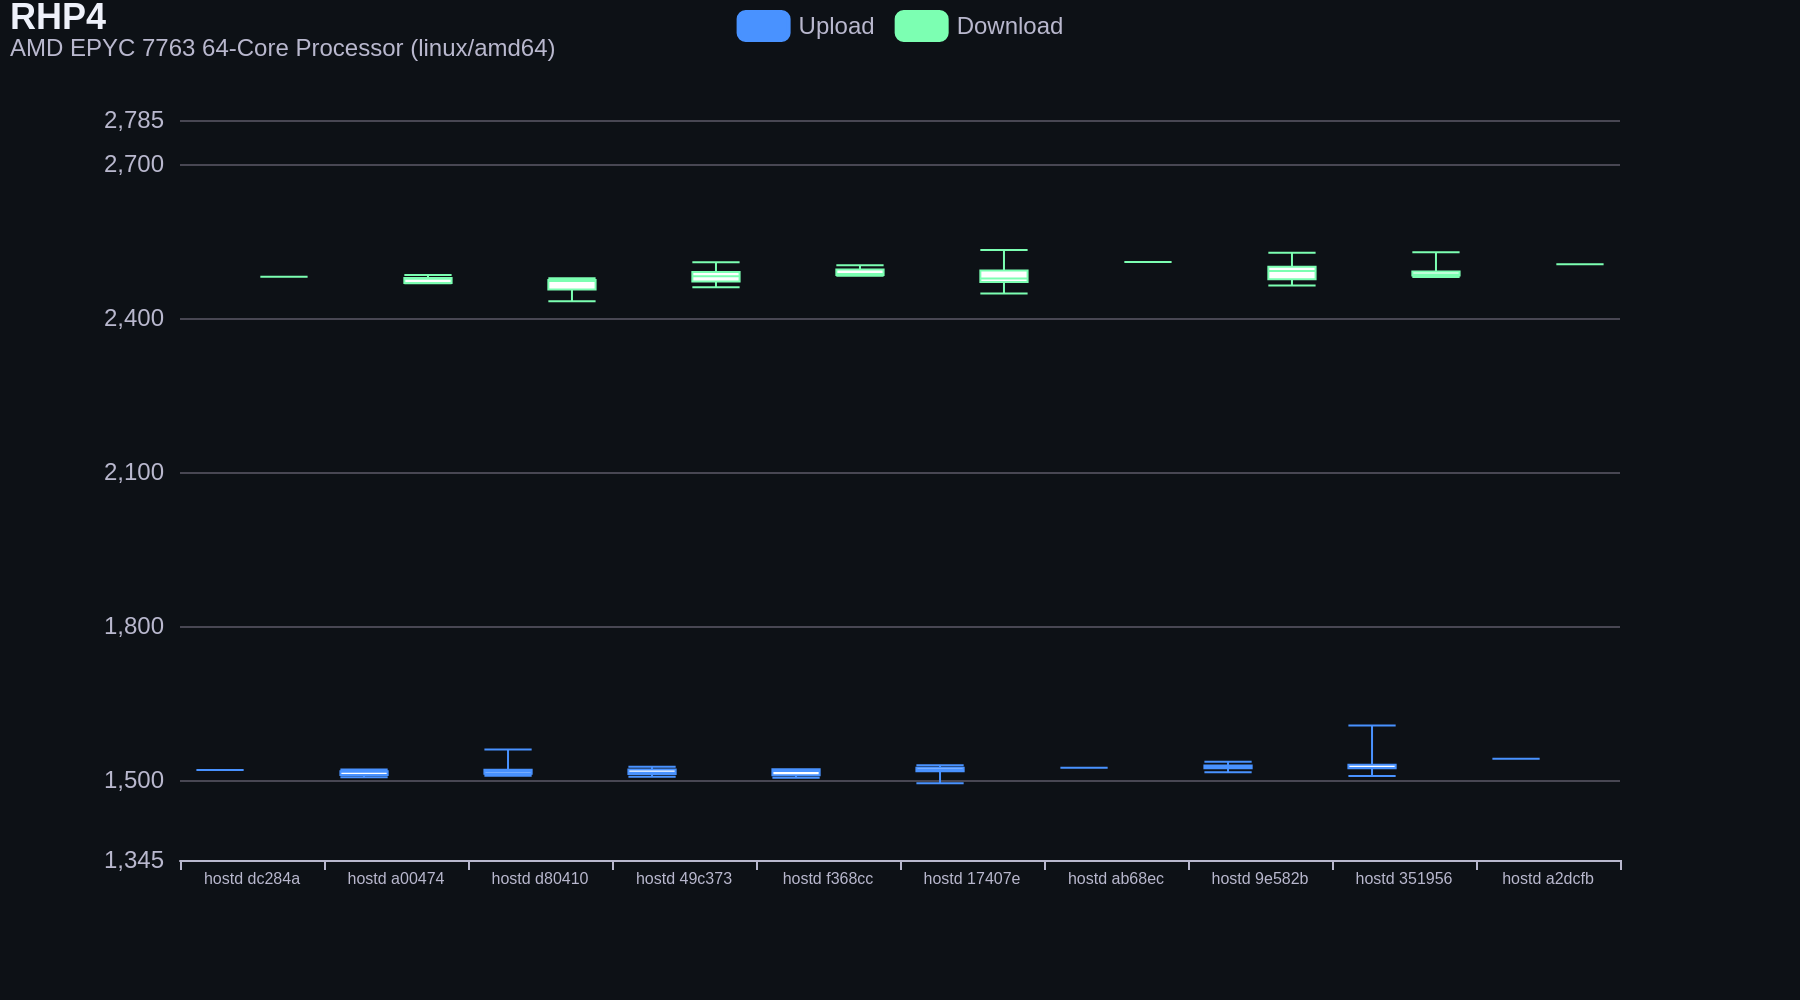 RHP4
AMD EPYC 7763 64-Core Processor (linux/amd64)
Upload Download
2,785
2,700
2,400
2,100
1,800
1,500
1,345
hostd dc284a hostd a00474 hostd d80410 hostd 49c373 hostd f368cc hostd 17407e hostd ab68ec hostd 9e582b hostd 351956 hostd a2dcfb